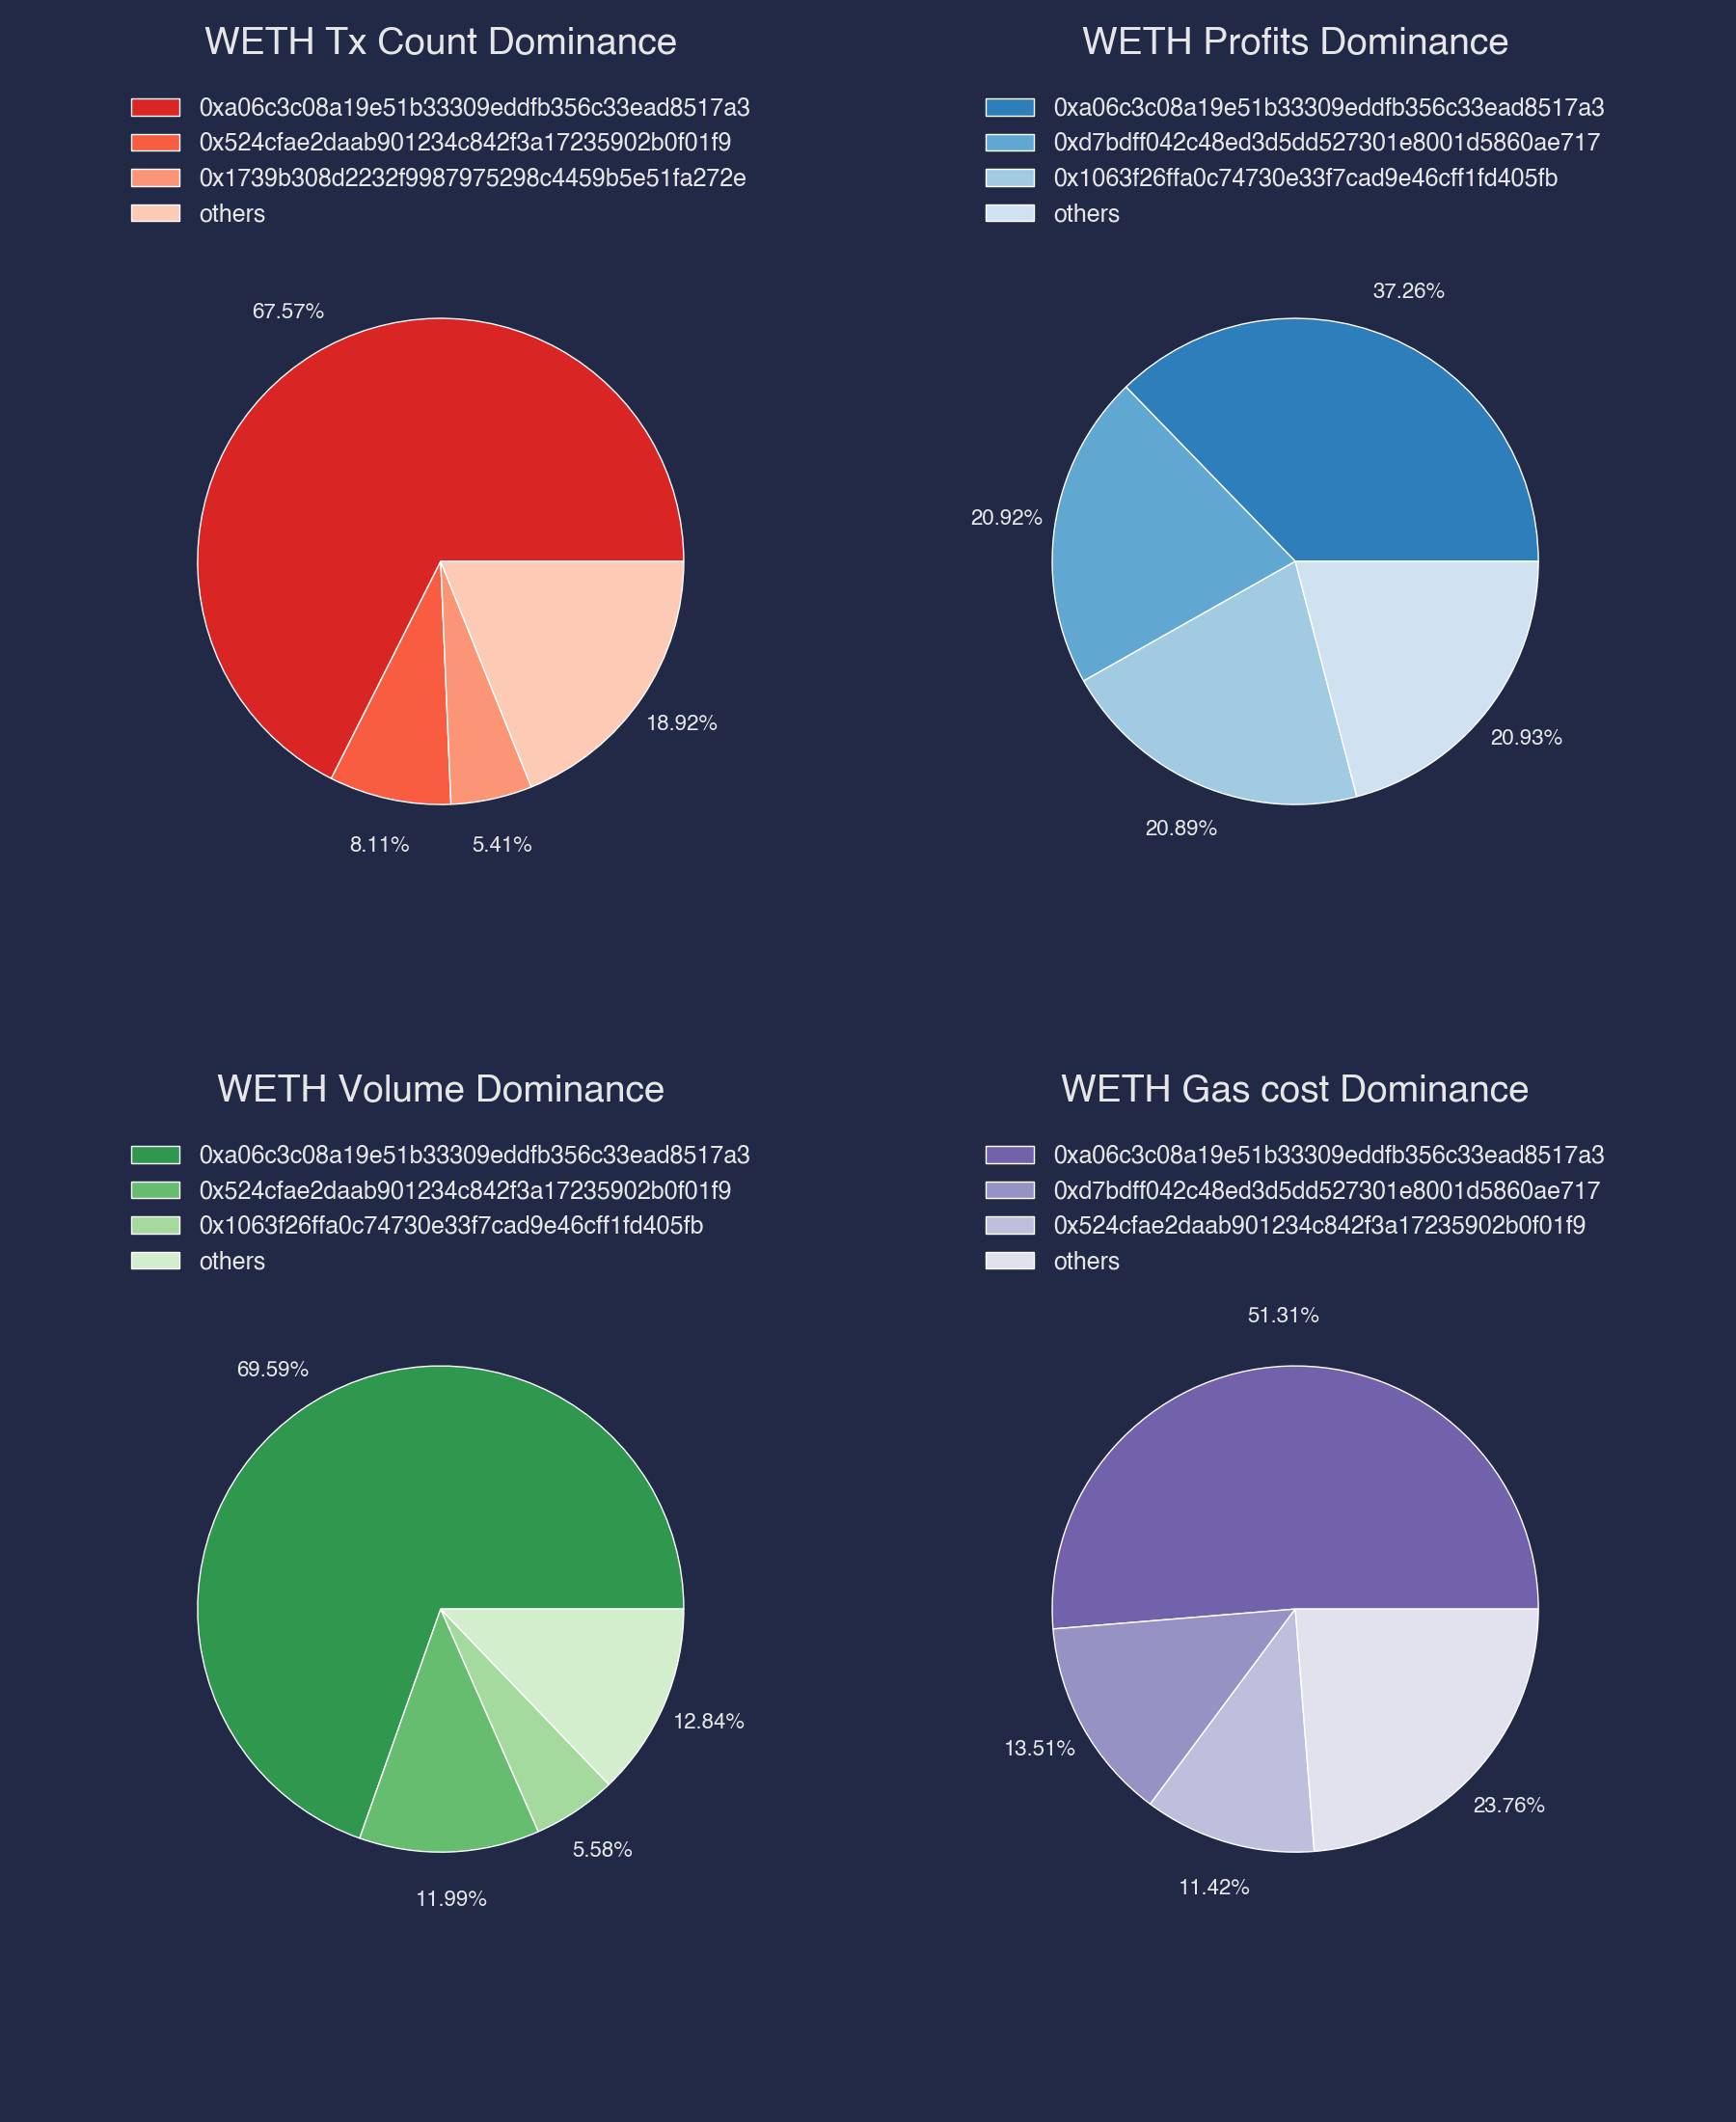 WETH Tx Count Dominance
0xa06c3c08a19e51b33309eddfb356c33ead8517a3
0x524cfae2daab901234c842f3a17235902b0f01f9
0x1739b308d2232f9987975298c4459b5e51fa272e
others
67.57%
18.92%
8.11%
5.41%
WETH Profits Dominance
0xa06c3c08a19e51b33309eddfb356c33ead8517a3
0xd7bdff042c48ed3d5dd527301e8001d5860ae717
0x1063f26ffa0c74730e33f7cad9e46cff1fd405fb
others
37.26%
20.92%
20.93%
20.89%
WETH Volume Dominance
0xa06c3c08a19e51b33309eddfb356c33ead8517a3
0x524cfae2daab901234c842f3a17235902b0f01f9
0x1063f26ffa0c74730e33f7cad9e46cff1fd405fb
others
69.59%
12.84%
5.58%
11.99%
WETH Gas cost Dominance
0xa06c3c08a19e51b33309eddfb356c33ead8517a3
0xd7bdff042c48ed3d5dd527301e8001d5860ae717
0x524cfae2daab901234c842f3a17235902b0f01f9
others
51.31%
13.51%
23.76%
11.42%